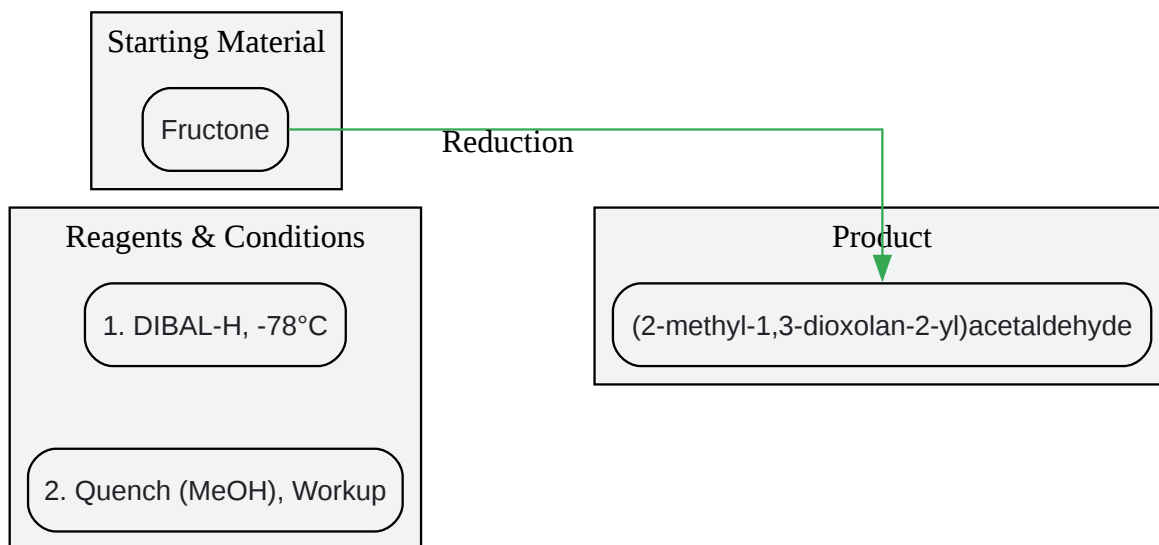 Starting Material
Fructone
Reduction
Reagents & Conditions
1. DIBAL-H, -78°C
2. Quench (MeOH), Workup
Product
(2-methyl-1,3-dioxolan-2-yl)acetaldehyde